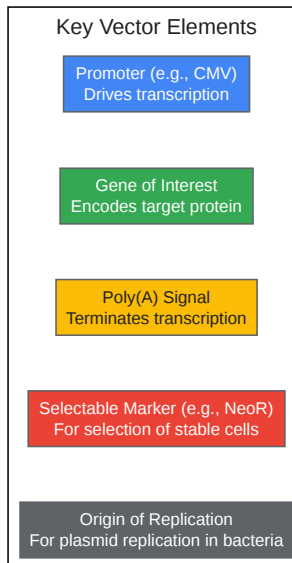 Key Vector Elements
Promoter (e.g., CMV)
Drives transcription
Gene of Interest
Encodes target protein
Poly(A) Signal
Terminates transcription
Selectable Marker (e.g., NeoR)
For selection of stable cells
Origin of Replication
For plasmid replication in bacteria